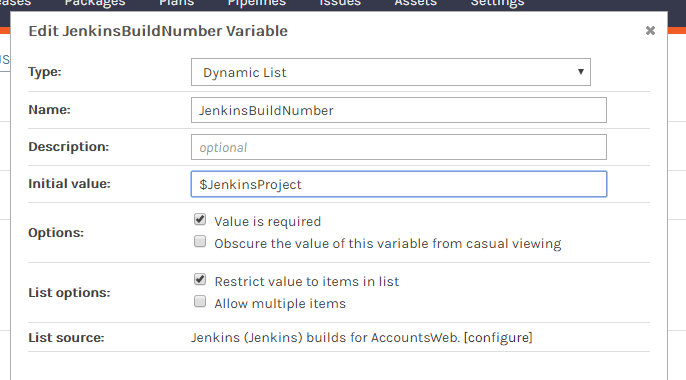 Packages Plans Pipelines Issues Assets Settings
Edit JenkinsBuildNumber Variable
Type: Dynamic List
Name: JenkinsBuildNumber
Description: optional
Initial value: $JenkinsProject
Value is required
Options:
Obscure the value of this variable from casual viewing
Restrict value to items in list
List options:
Allow multiple items
List source: Jenkins (Jenkins) builds for AccountsWeb. [configure]